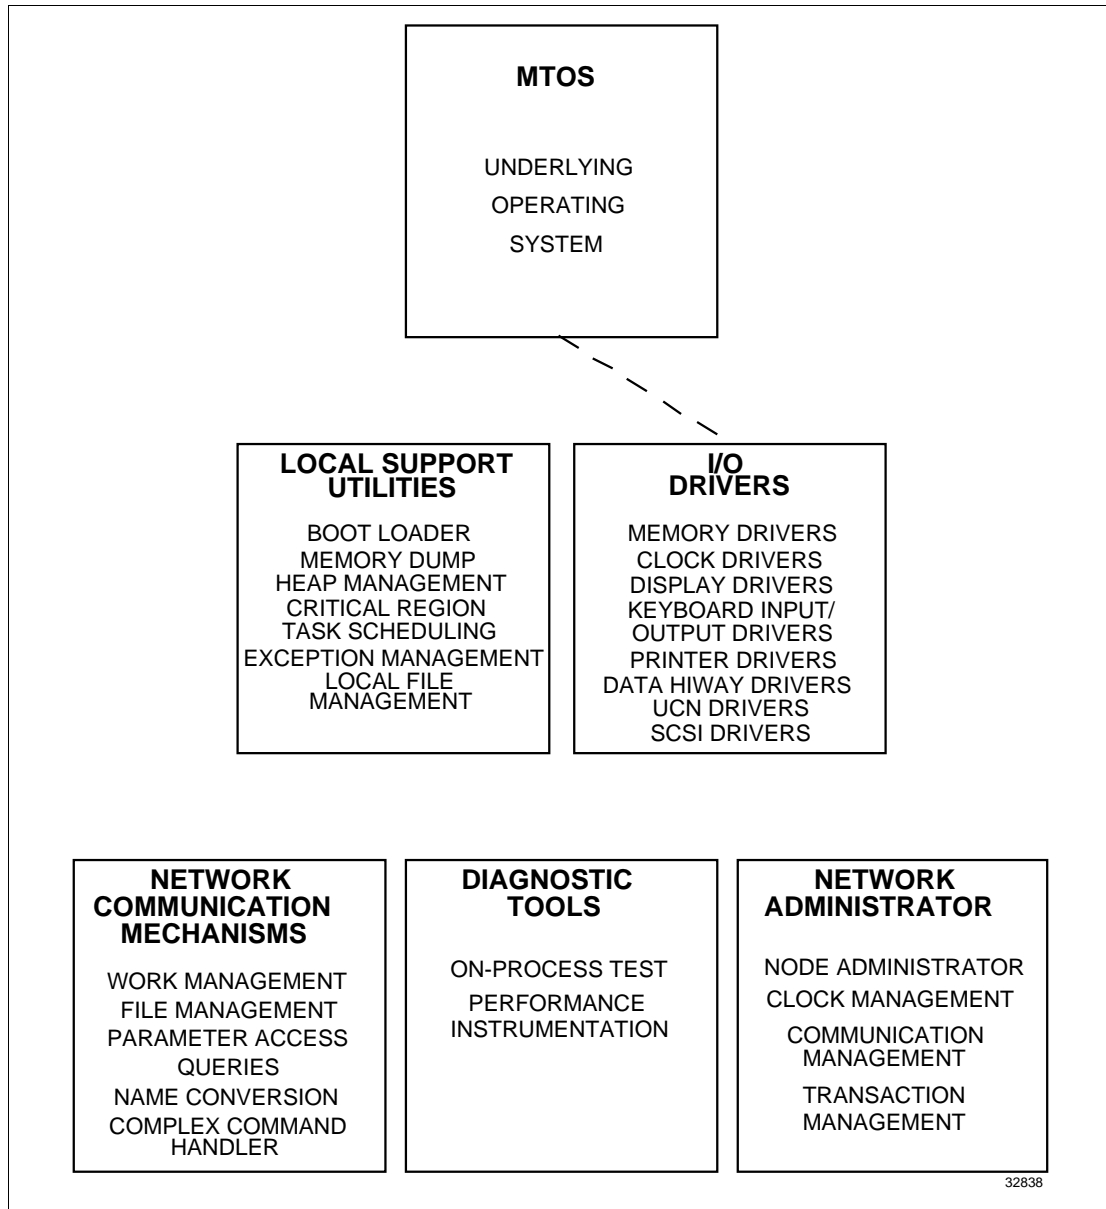 MTOS
UNDERLYING
OPERATING
SYSTEM
LOCAL SUPPORT
UTILITIES
BOOT LOADER
MEMORY DUMP
HEAP MANAGEMENT
CRITICAL REGION
TASK SCHEDULING
EXCEPTION MANAGEMENT
LOCAL FILE
MANAGEMENT
I/O
DRIVERS
MEMORY DRIVERS
CLOCK DRIVERS
DISPLAY DRIVERS
KEYBOARD INPUT/
OUTPUT DRIVERS
PRINTER DRIVERS
DATA HIWAY DRIVERS
UCN DRIVERS
SCSI DRIVERS
NETWORK
COMMUNICATION
MECHANISMS
WORK MANAGEMENT
FILE MANAGEMENT
PARAMETER ACCESS
QUERIES
NAME CONVERSION
COMPLEX COMMAND
HANDLER
DIAGNOSTIC
TOOLS
ON-PROCESS TEST
PERFORMANCE
INSTRUMENTATION
NETWORK
ADMINISTRATOR
NODE ADMINISTRATOR
CLOCK MANAGEMENT
COMMUNICATION
MANAGEMENT
TRANSACTION
MANAGEMENT
32838